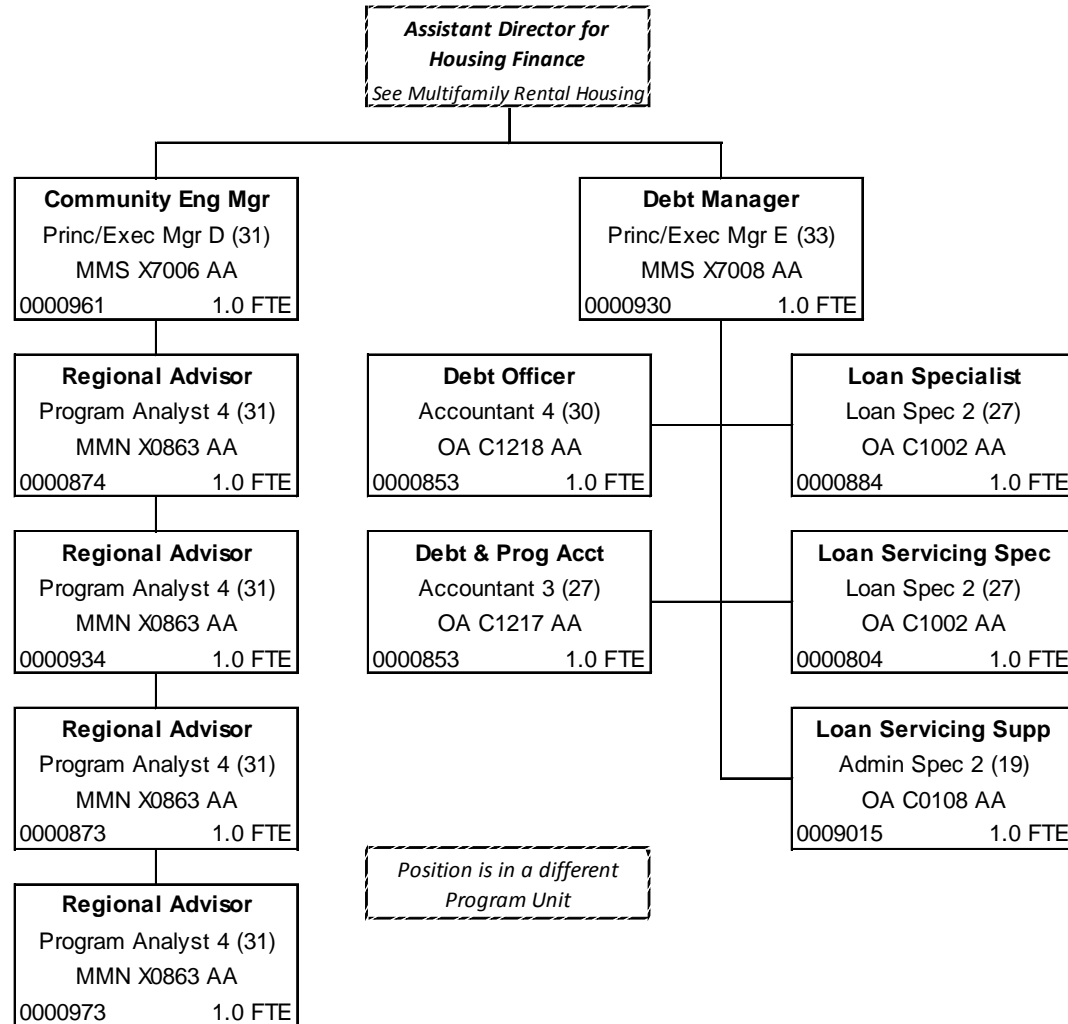 Assistant Director for
Housing Finance
See Multifamily Rental Housing
Community Eng Mgr
Princ/Exec Mgr D (31)
MMS X7006 AA
0000961 1.0 FTE
Debt Manager
Princ/Exec Mgr E (33)
MMS X7008 AA
0000930 1.0 FTE
Regional Advisor
Program Analyst 4 (31)
MMN X0863 AA
0000874 1.0 FTE
Debt Officer
Accountant 4 (30)
OA C1218 AA
0000853 1.0 FTE
Loan Specialist
Loan Spec 2 (27)
OA C1002 AA
0000884 1.0 FTE
Regional Advisor
Program Analyst 4 (31)
MMN X0863 AA
0000934 1.0 FTE
Debt & Prog Acct
Accountant 3 (27)
OA C1217 AA
0000853 1.0 FTE
Loan Servicing Spec
Loan Spec 2 (27)
OA C1002 AA
0000804 1.0 FTE
Regional Advisor
Program Analyst 4 (31)
MMN X0863 AA
0000873 1.0 FTE
Loan Servicing Supp
Admin Spec 2 (19)
OA C0108 AA
0009015 1.0 FTE
Position is in a different
Program Unit
Regional Advisor
Program Analyst 4 (31)
MMN X0863 AA
0000973 1.0 FTE